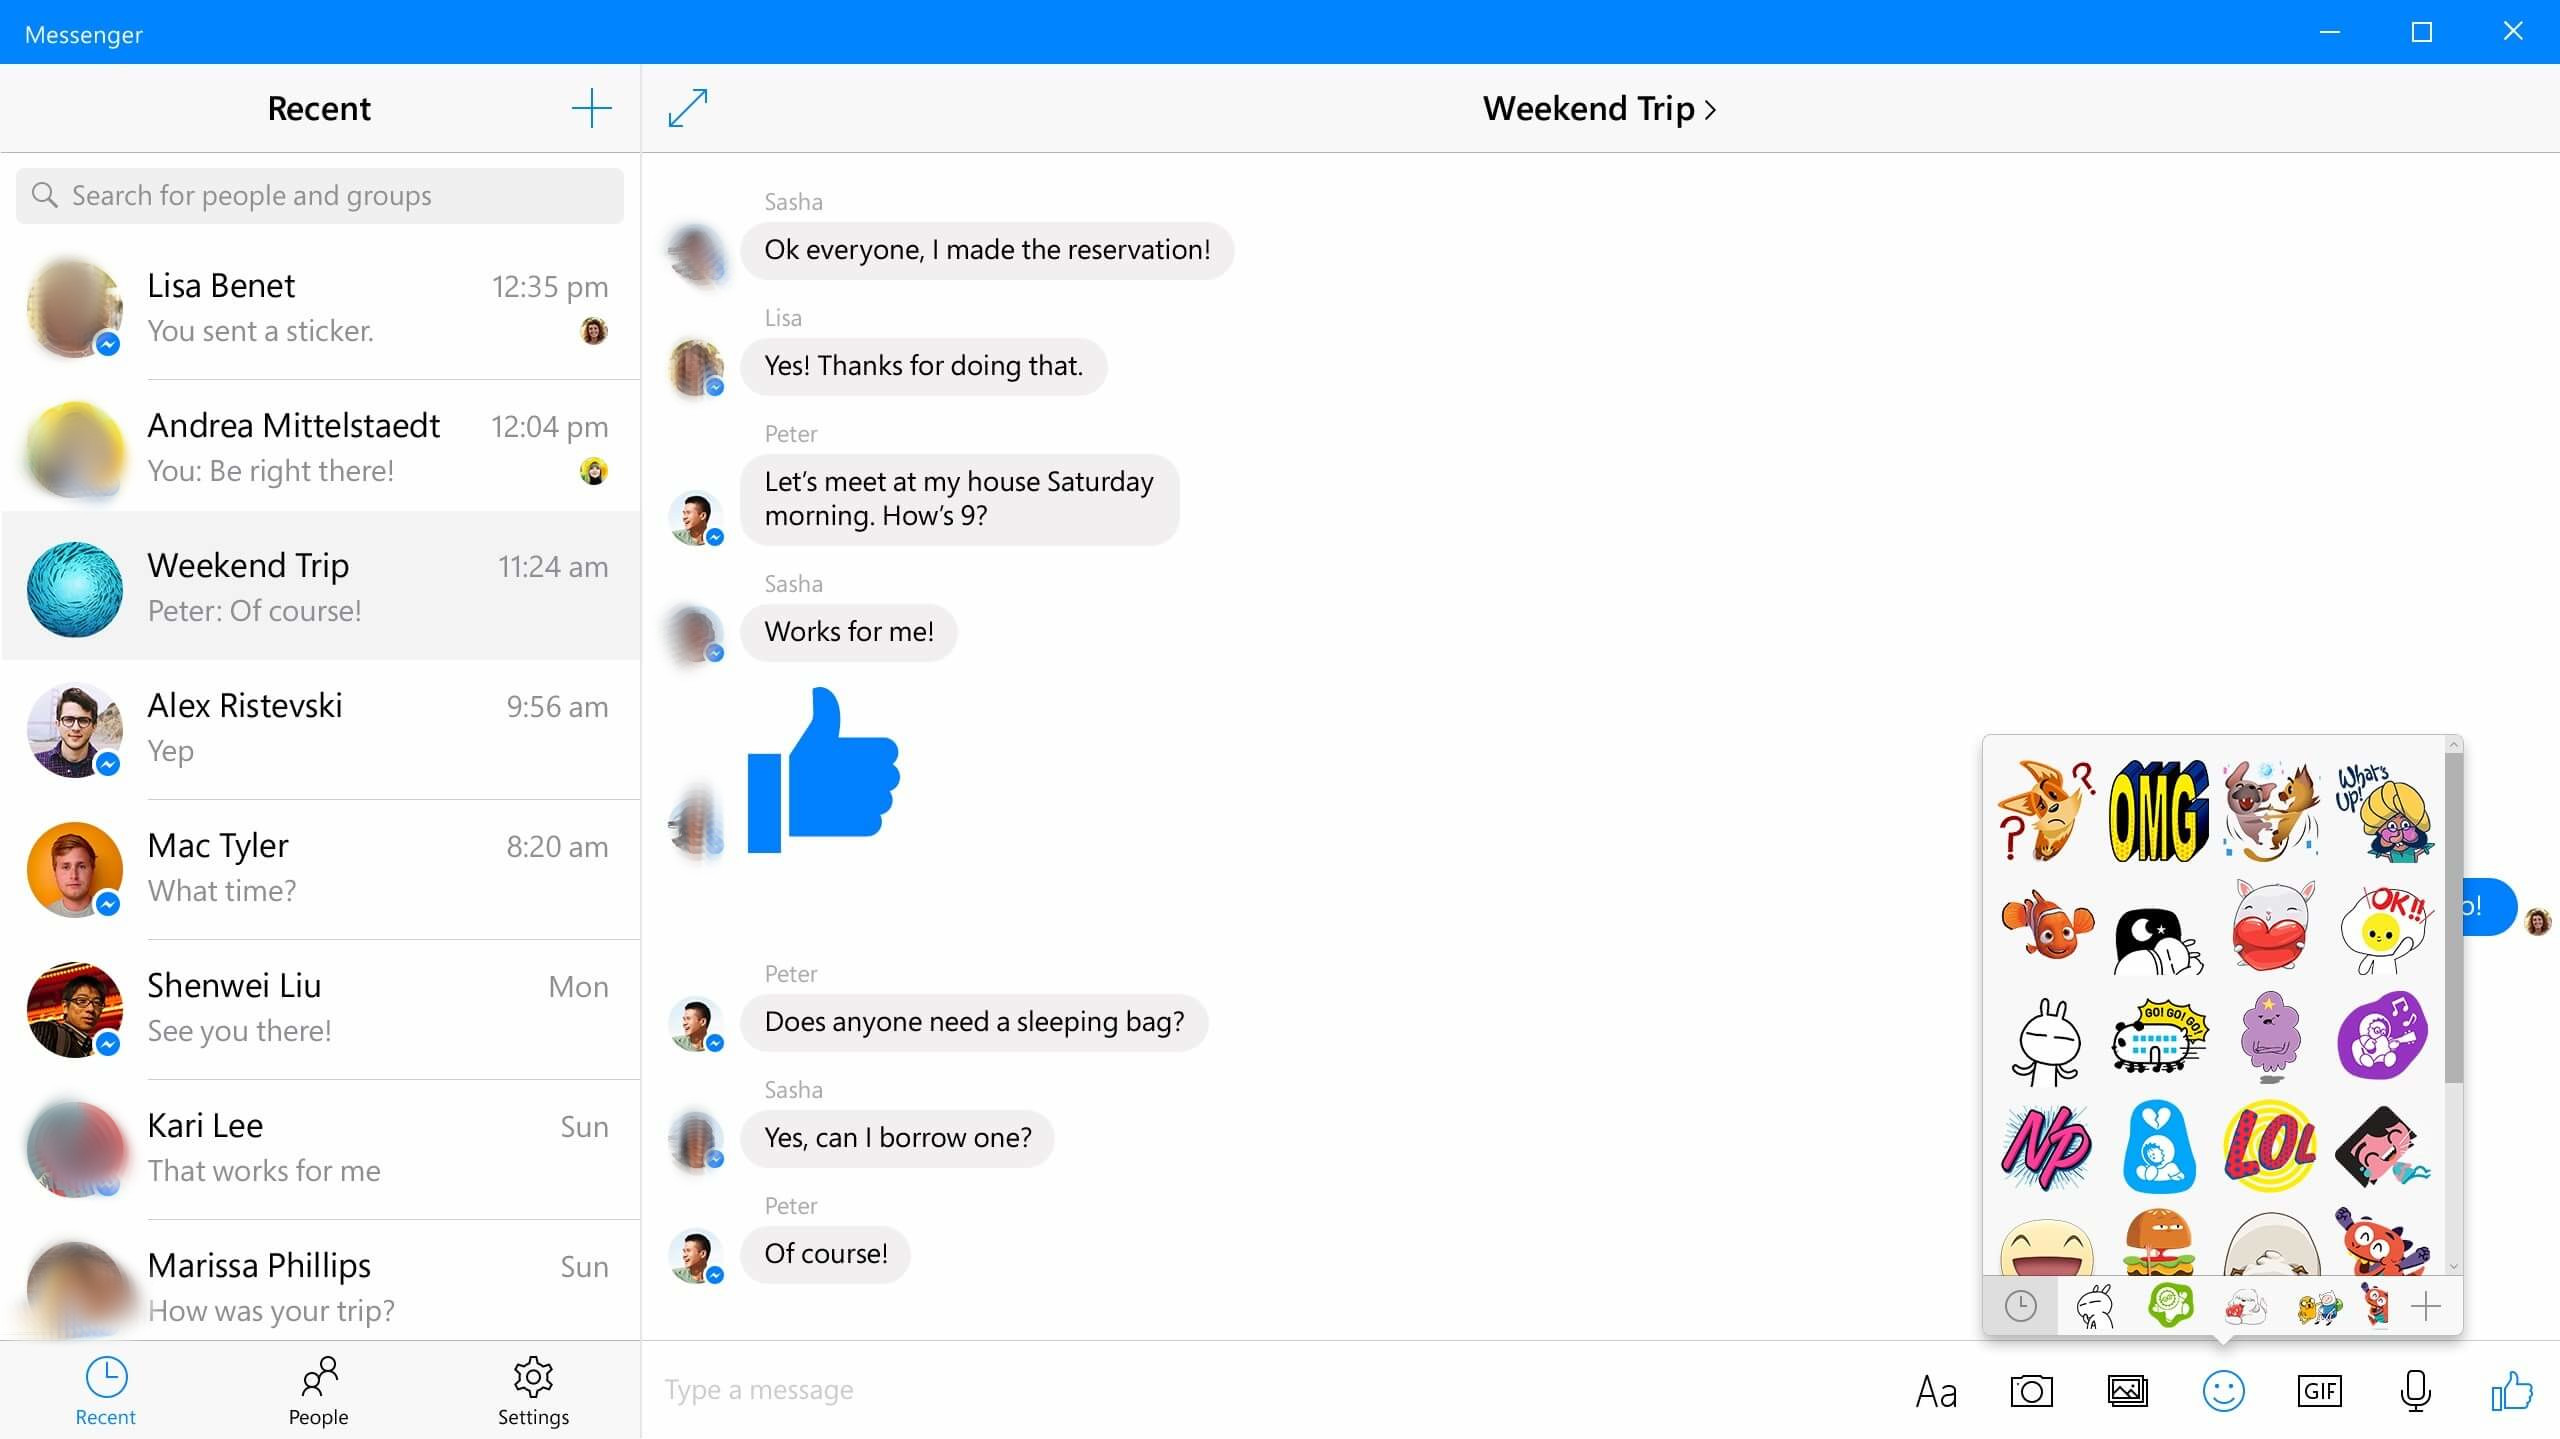 Messenger
Recent
Search for people and groups
Lisa Benet
12:35 pm
You sent a sticker.
Andrea Mittelstaedt
12:04 pm
You: Be right there!
Weekend Trip
11:24 am
Peter: Of course!
Alex Ristevski
9:56 am
Yep
Mac Tyler
8:20 am
What time?
Shenwei Liu
Mon
See you there!
Kari Lee
Sun
That works for me
Marissa Phillips
Sun
How was your trip?
Recent
People
Settings
Weekend Trip
Sasha
Ok everyone, I made the reservation!
Lisa
Yes! Thanks for doing that.
Peter
Let’s meet at my house Saturday
morning. How’s 9?
Sasha
Works for me!
o!
Peter
Does anyone need a sleeping bag?
Sasha
Yes, can I borrow one?
Peter
Of course!
OMG
What's
Up!
OK!!
GO! GO! GO!
NP
LOL
Type a message
Aa
GIF